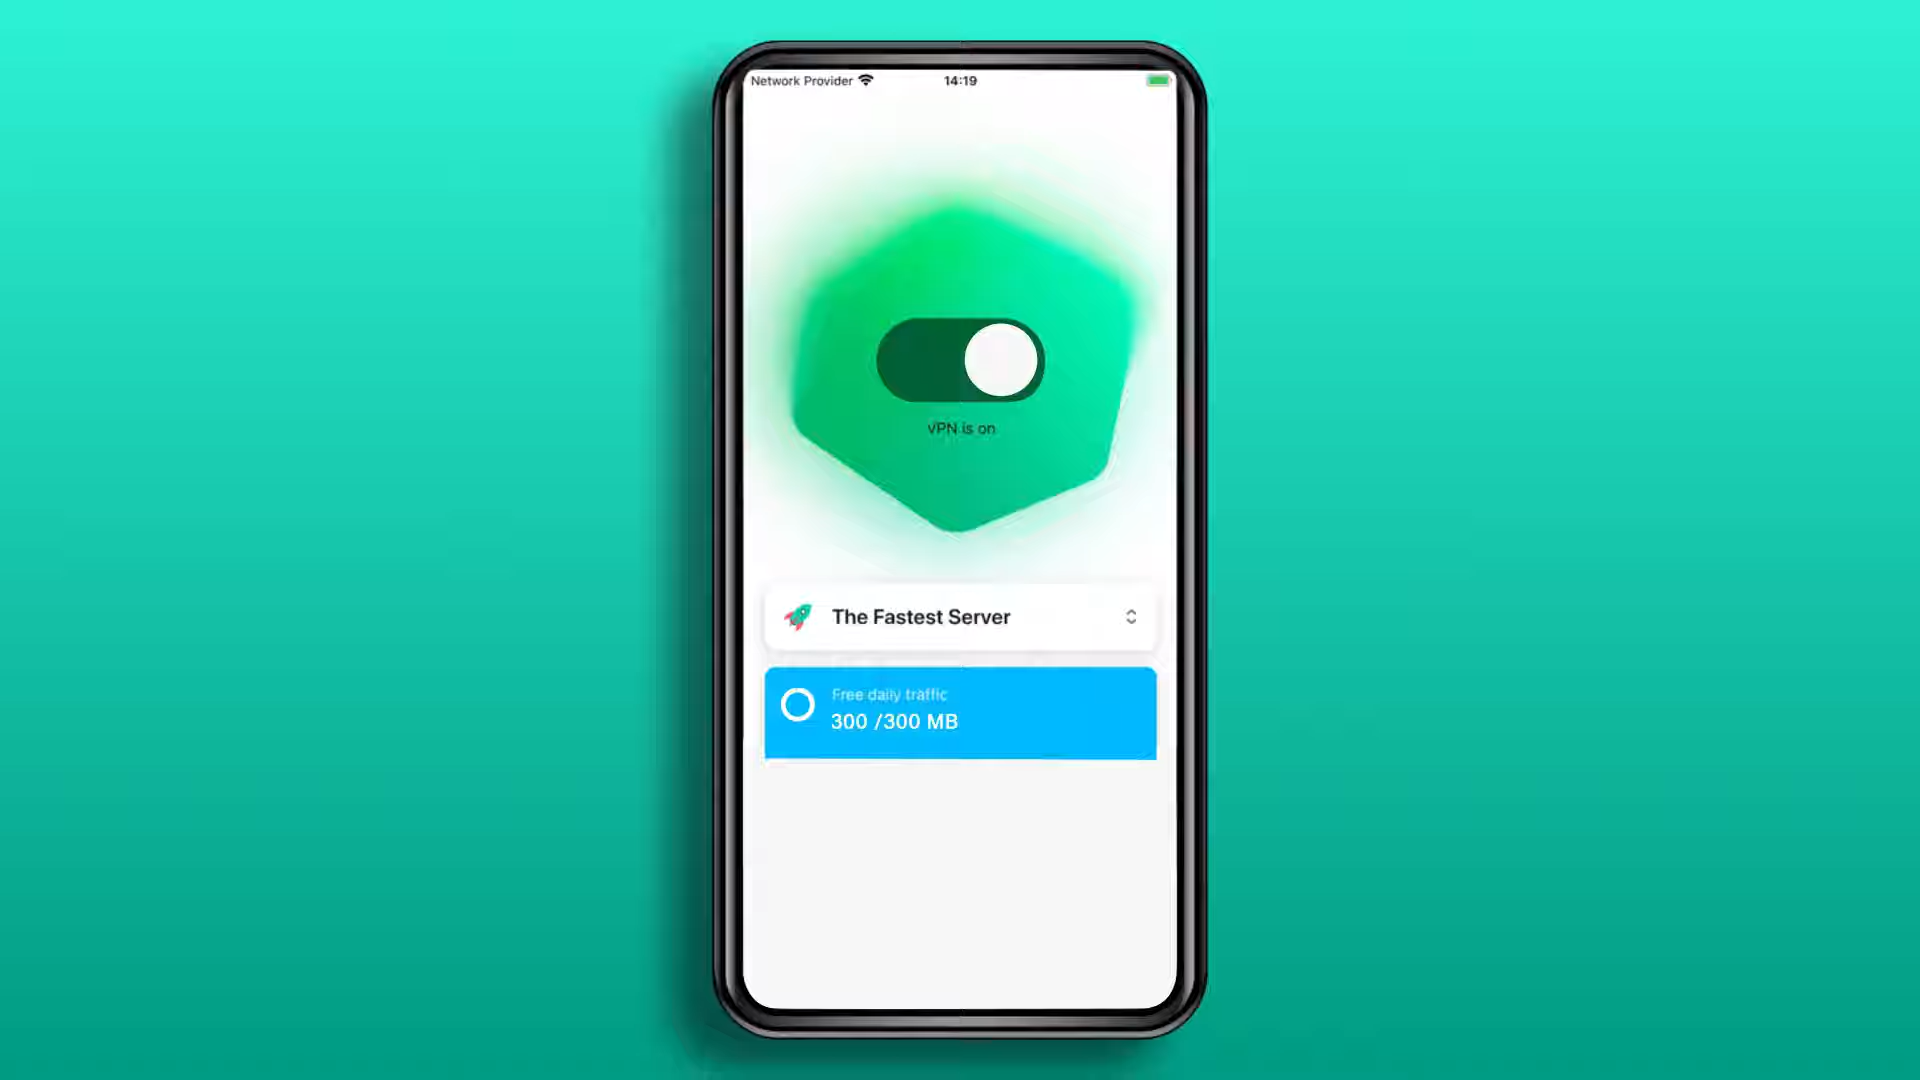 Network Provider
14:19
VPN is on
The Fastest Server
Free daily traffic
300 /300 MB